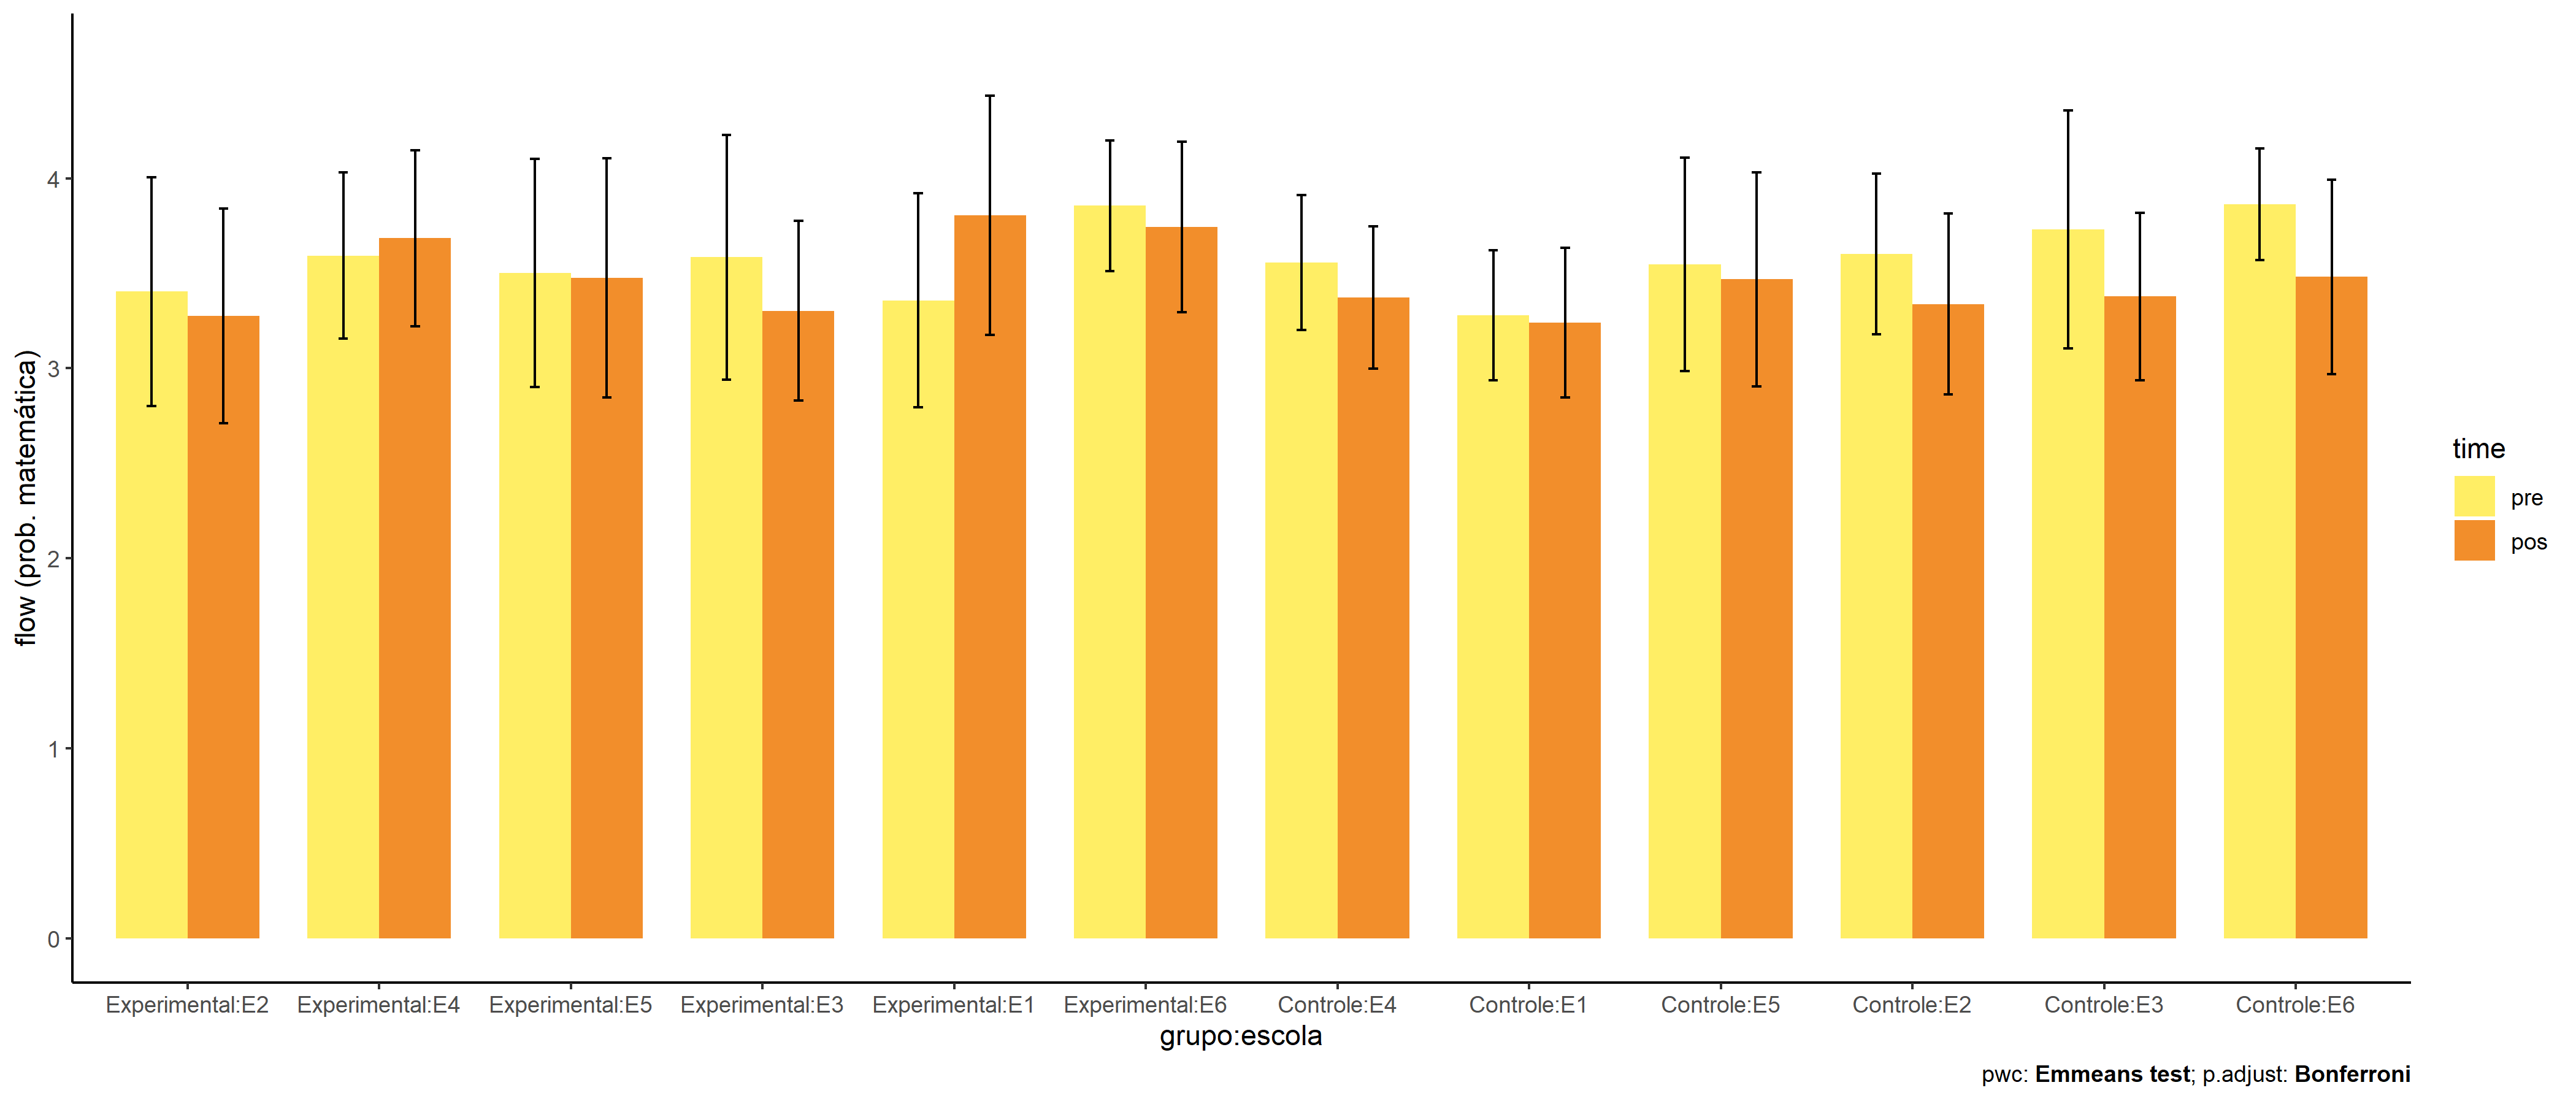 flow (prob. matemática)
4
3
2
1
0
Experimental:E2 Experimental:E4 Experimental:E5 Experimental:E3 Experimental:E1 Experimental:E6 Controle:E4 Controle:E1 Controle:E5 Controle:E2 Controle:E3 Controle:E6
grupo:escola
time
pre
pos
pwc: Emmeans test; p.adjust: Bonferroni